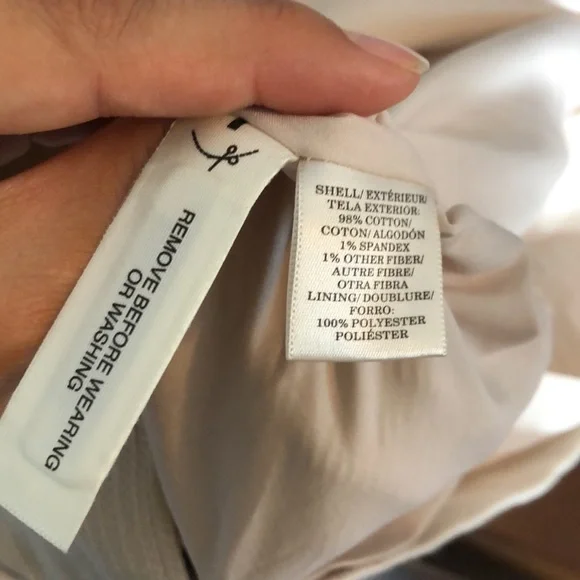 REMOVE BEFORE WEARING
OR WASHING
SHELL/EXTÉRIEUR/
TELA EXTERIOR:
98% COTTON/
COTON/ALGODÓN
1% SPANDEX
1% OTHER FIBER/
AUTRE FIBRE/
OTRA FIBRA
LINING/DOUBLURE/
FORRO:
100% POLYESTER
POLIÉSTER